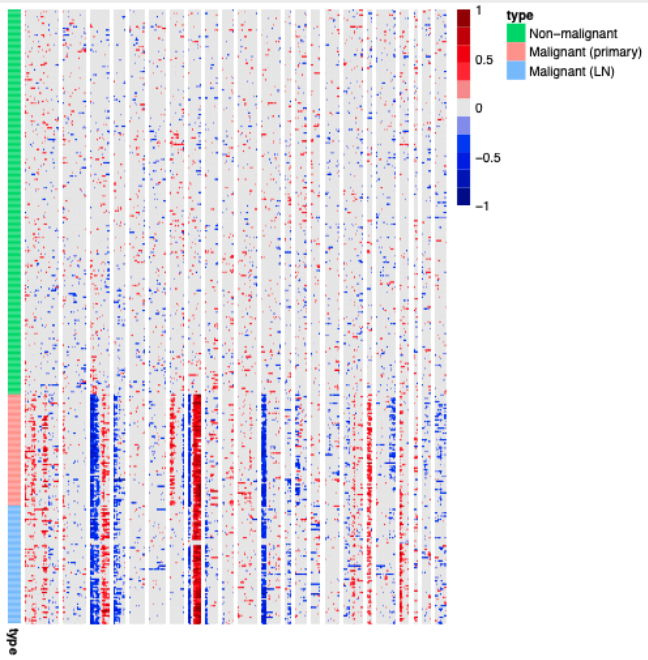 1
0.5
0
−0.5
−1
type
Non−malignant
Malignant (primary)
Malignant (LN)
type